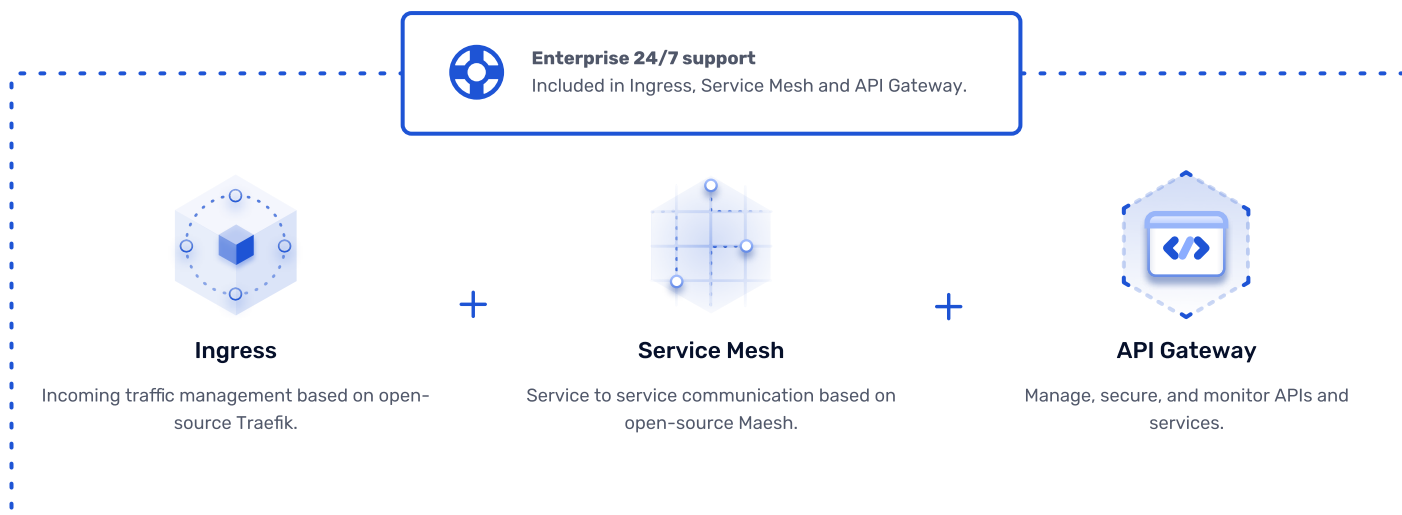 Enterprise 24/7 support
Included in Ingress, Service Mesh and API Gateway.
Ingress
Incoming traffic management based on open-
source Traefik.
Service Mesh
Service to service communication based on
open-source Maesh.
API Gateway
Manage, secure, and monitor APIs and
services.